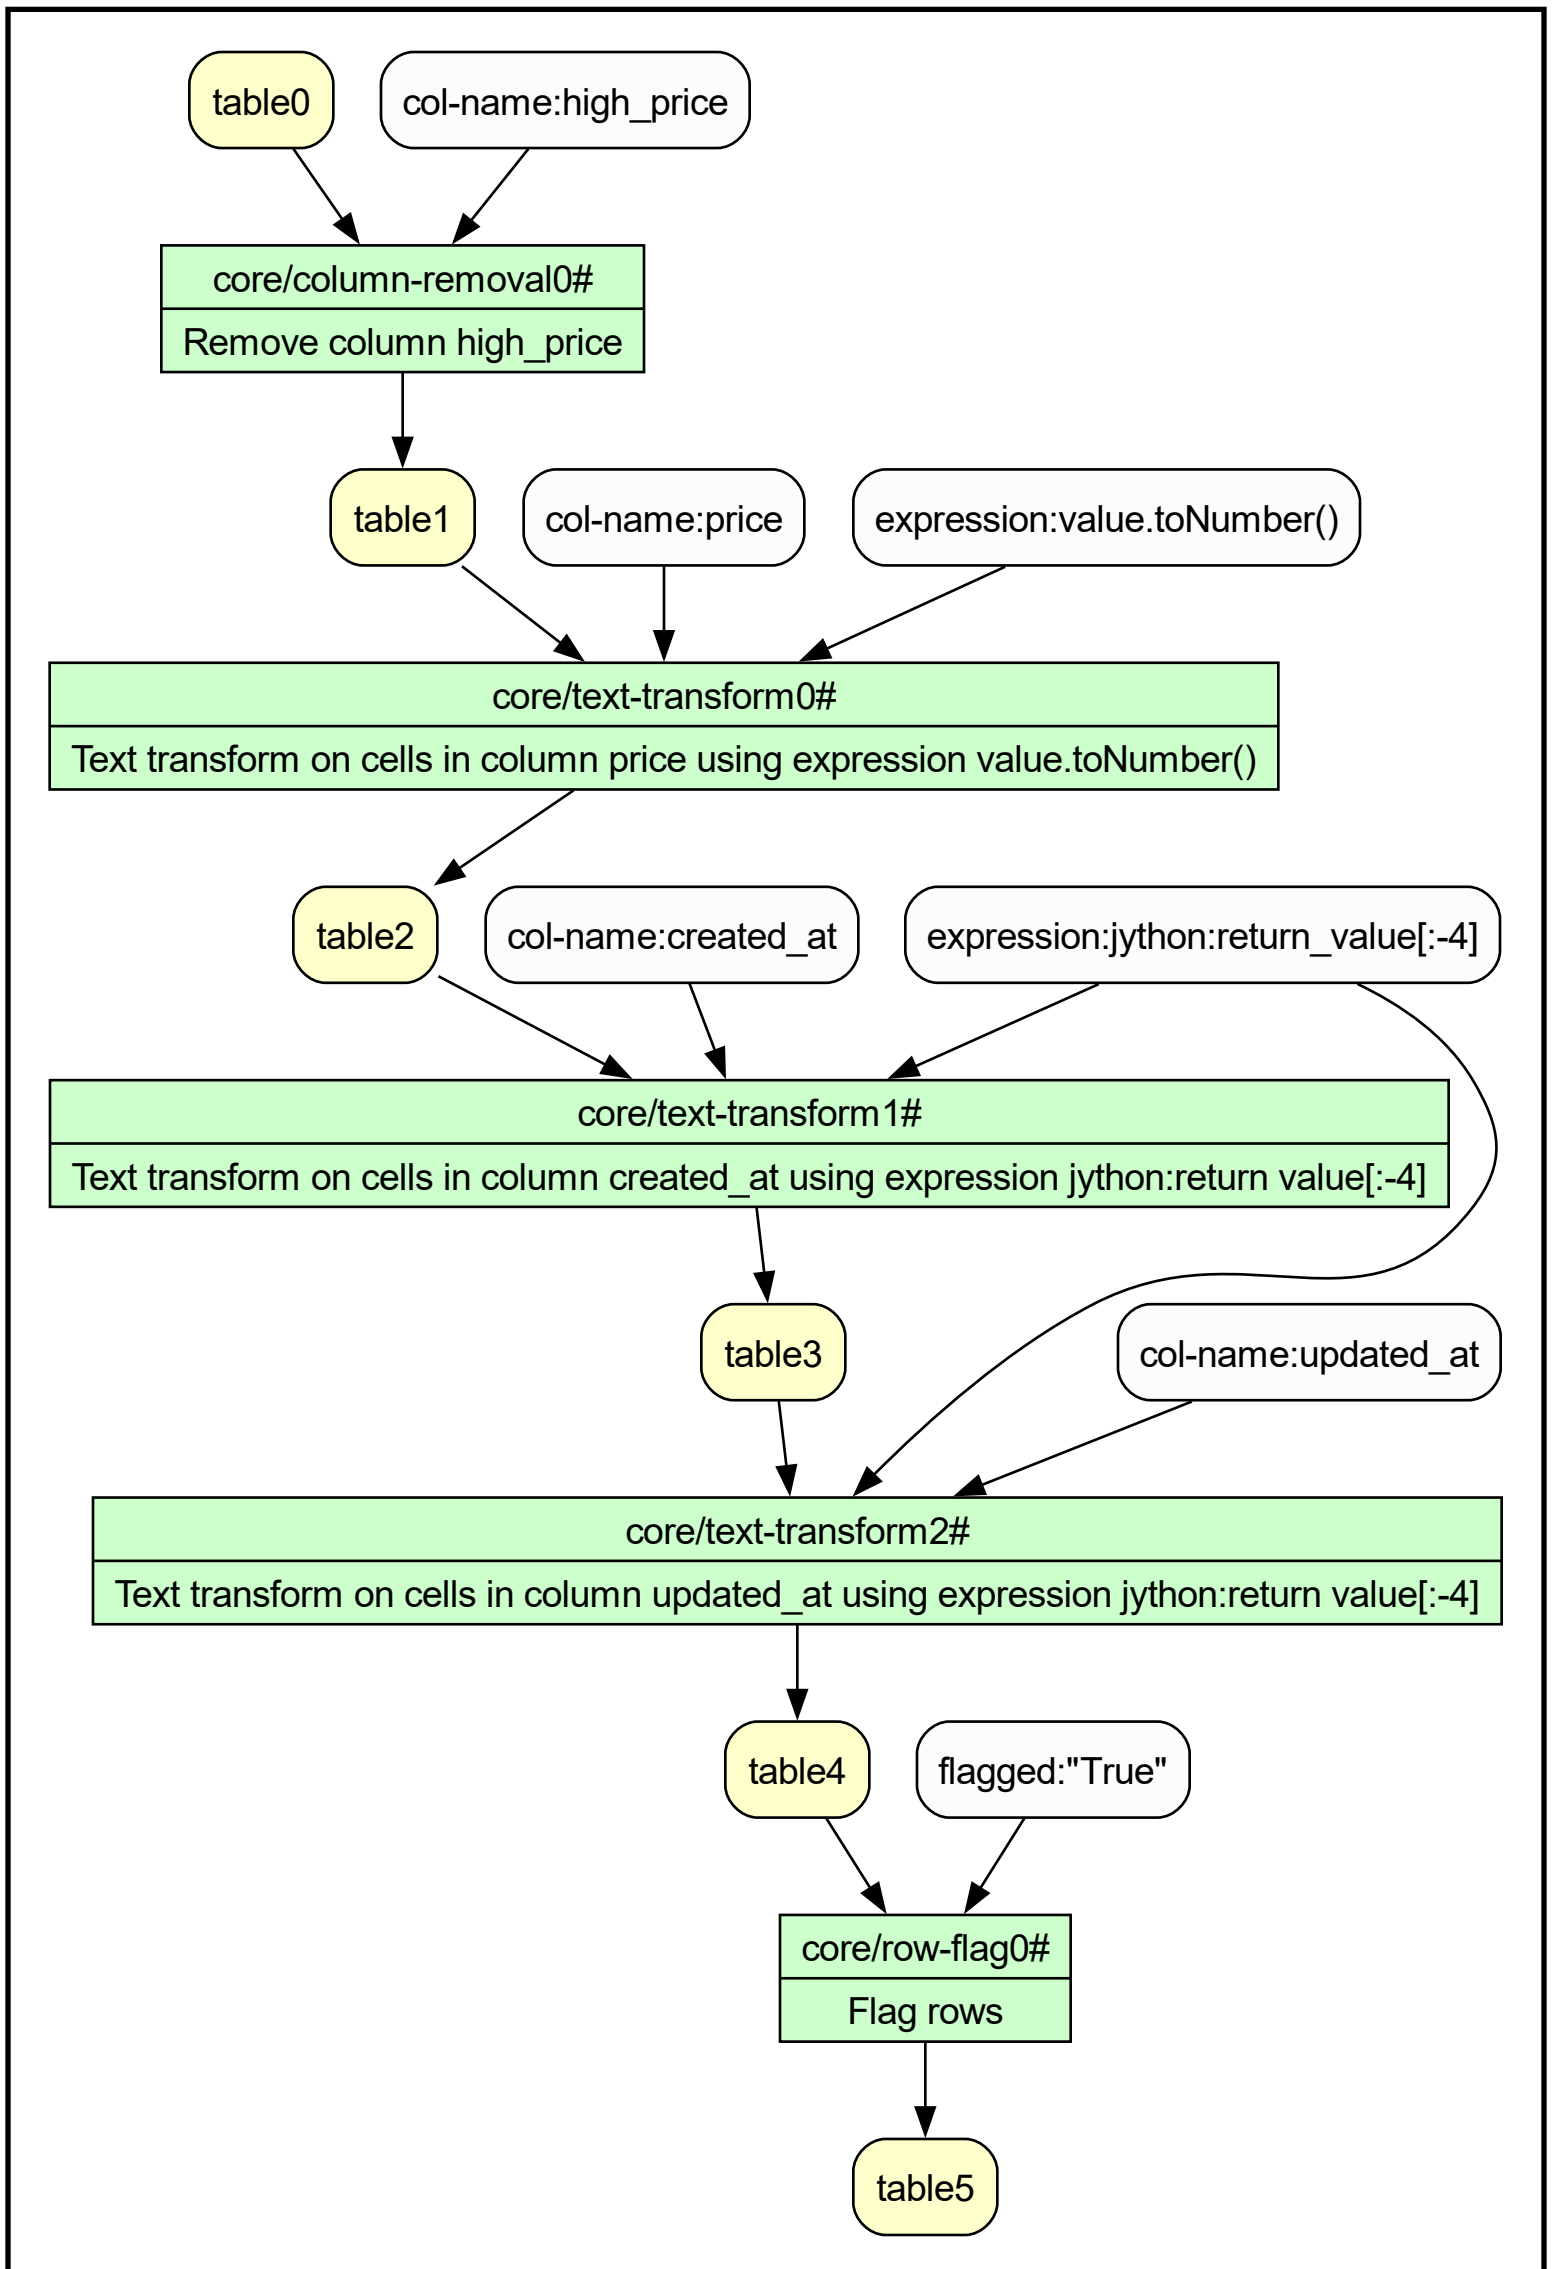 table0
col-name:high_price
core/column-removal0#
Remove column high_price
table1
col-name:price
expression:value.toNumber()
core/text-transform0#
Text transform on cells in column price using expression value.toNumber()
table2
col-name:created_at
expression:jython:return_value[:-4]
core/text-transform1#
Text transform on cells in column created_at using expression jython:return value[:-4]
table3
col-name:updated_at
core/text-transform2#
Text transform on cells in column updated_at using expression jython:return value[:-4]
table4
flagged:"True"
core/row-flag0#
Flag rows
table5